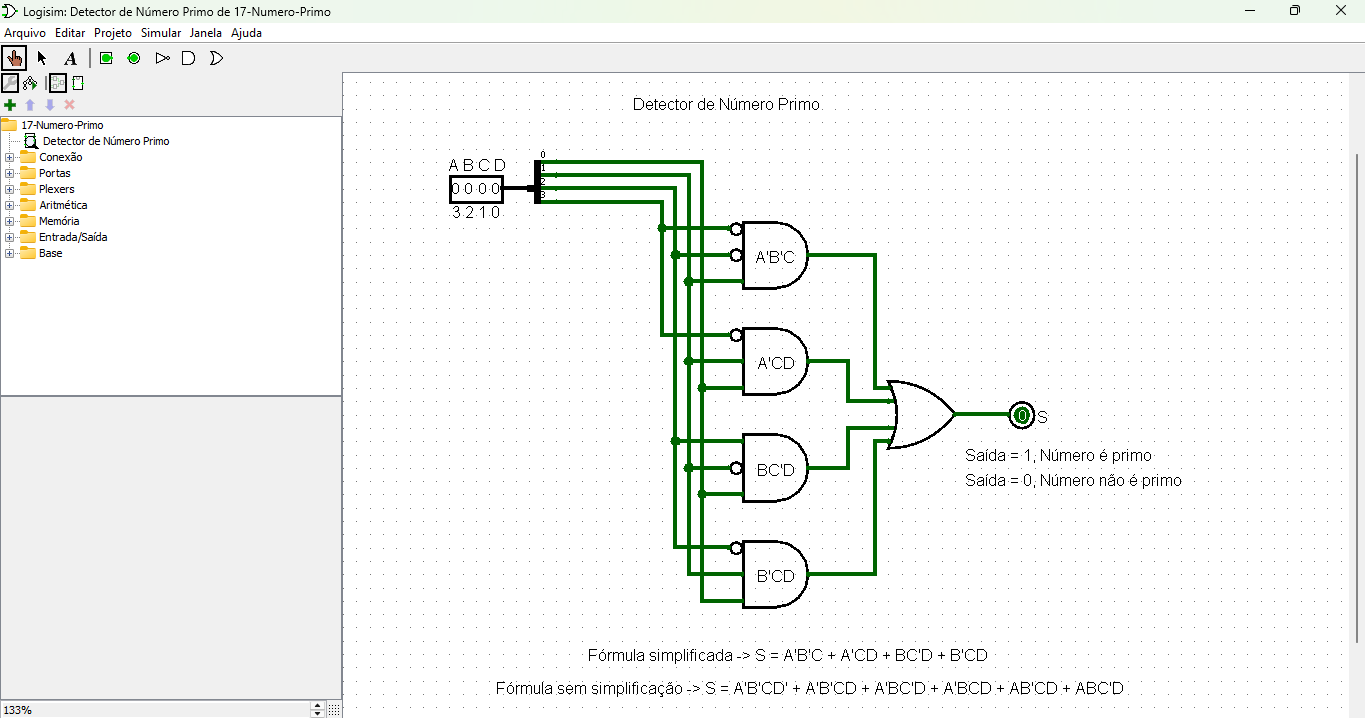 Logisim: Detector de Número Primo de 17-Numero-Primo
Arquivo Editar Projeto Simular Janela Ajuda
A
17-Numero-Primo
Detector de Número Primo
Conexão
Portas
Plexers
Aritmética
Memória
Entrada/Saída
Base
133%
Detector de Número Primo
A B C D
0 0 0 0
3 2 1 0
0
1
2
3
A'B'C
A'CD
BC'D
B'CD
0 S
Saída = 1, Número é primo
Saída = 0, Número não é primo
Fórmula simplificada -> S = A'B'C + A'CD + BC'D + B'CD
Fórmula sem simplificação -> S = A'B'CD' + A'B'CD + A'BC'D + A'BCD + AB'CD + ABC'D